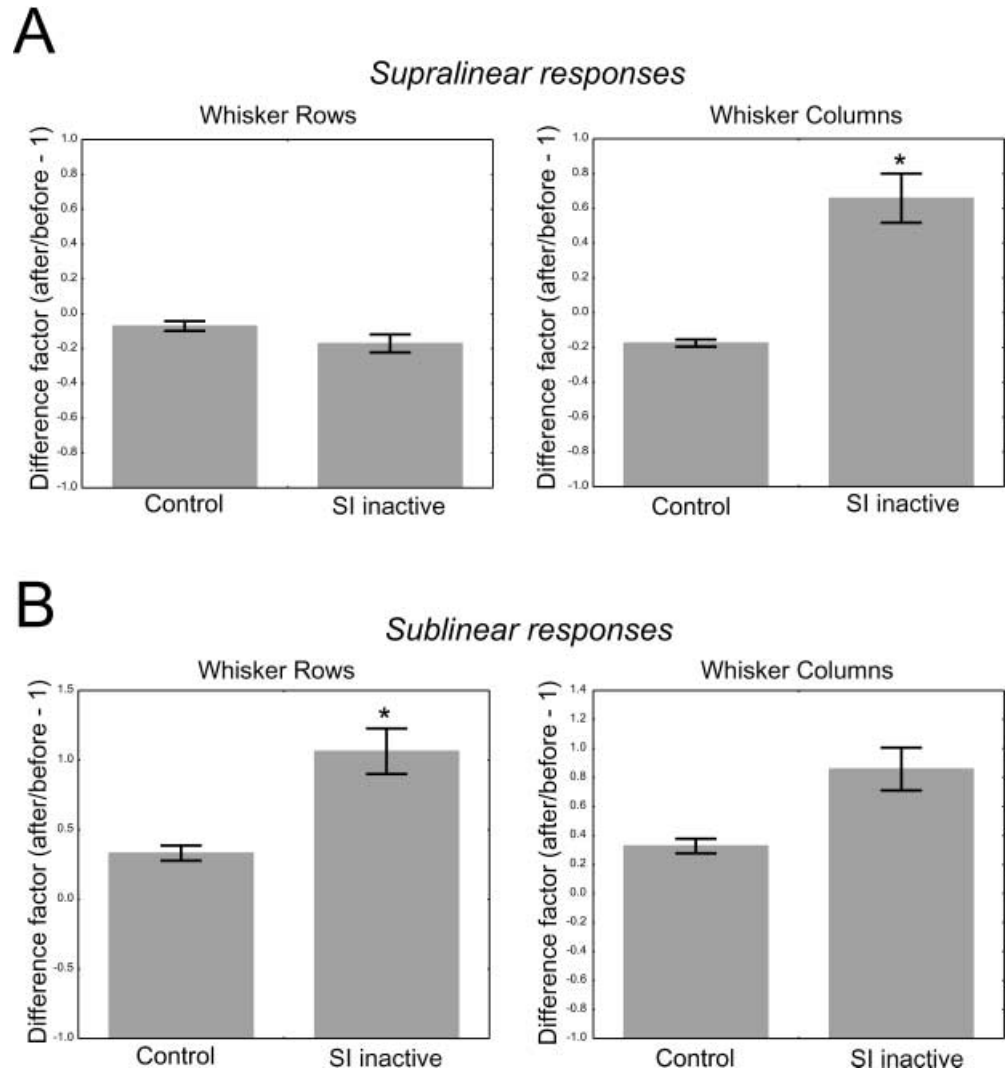 A
Supralinear responses
Whisker Rows
Difference factor (after/before - 1)
1.0
0.8
0.6
0.4
0.2
0.0
-0.2
-0.4
-0.6
-0.8
-1.0
Control
SI inactive
Whisker Columns
Difference factor (after/before - 1)
1.0
0.8
0.6
0.4
0.2
0.0
-0.2
-0.4
-0.6
-0.8
-1.0
*
Control
SI inactive
B
Sublinear responses
Whisker Rows
Difference factor (after/before - 1)
1.5
1.0
0.5
0.0
-0.5
-1.0
*
Control
SI inactive
Whisker Columns
Difference factor (after/before - 1)
1.4
1.2
1.0
0.8
0.6
0.4
0.2
0.0
-0.2
-0.4
-0.6
-0.8
-1.0
Control
SI inactive